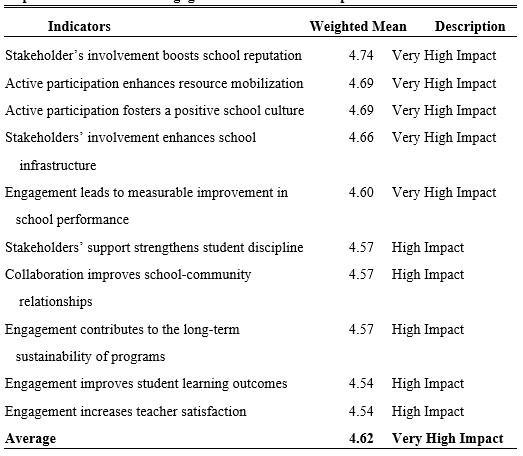 Indicators Weighted Mean Description
Stakeholder’s involvement boosts school reputation 4.74 Very High Impact
Active participation enhances resource mobilization 4.69 Very High Impact
Active participation fosters a positive school culture 4.69 Very High Impact
Stakeholders’ involvement enhances school 4.66 Very High Impact
infrastructure
Engagement leads to measurable improvement in 4.60 Very High Impact
school performance
Stakeholders’ support strengthens student discipline 4.57 High Impact
Collaboration improves school-community 4.57 High Impact
relationships
Engagement contributes to the long-term 4.57 High Impact
sustainability of programs
Engagement improves student learning outcomes 4.54 High Impact
Engagement increases teacher satisfaction 4.54 High Impact
Average 4.62 Very High Impact